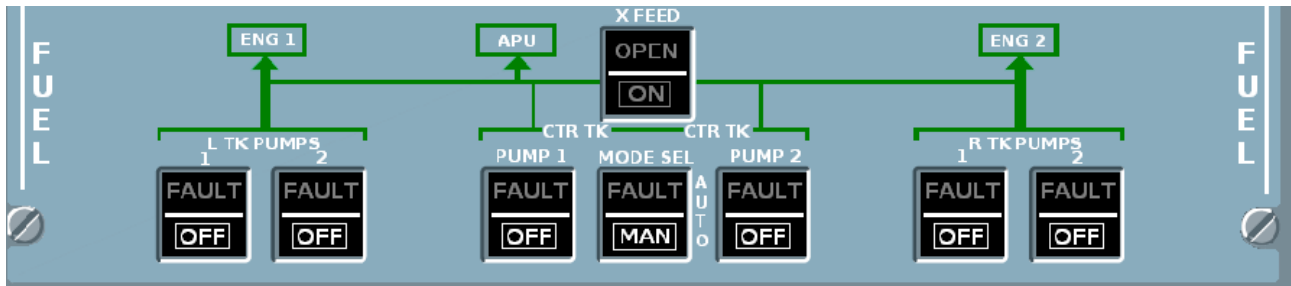 FUEL
ENG 1
APU
X FEED
OPEN
ON
ENG 2
FUEL
L TK PUMPS
1
2
FAULT
OFF
FAULT
OFF
CTR TK
CTR TK
PUMP 1
MODE SEL
PUMP 2
FAULT
OFF
FAULT
MAN
AUTO
FAULT
OFF
R TK PUMPS
1
2
FAULT
OFF
FAULT
OFF